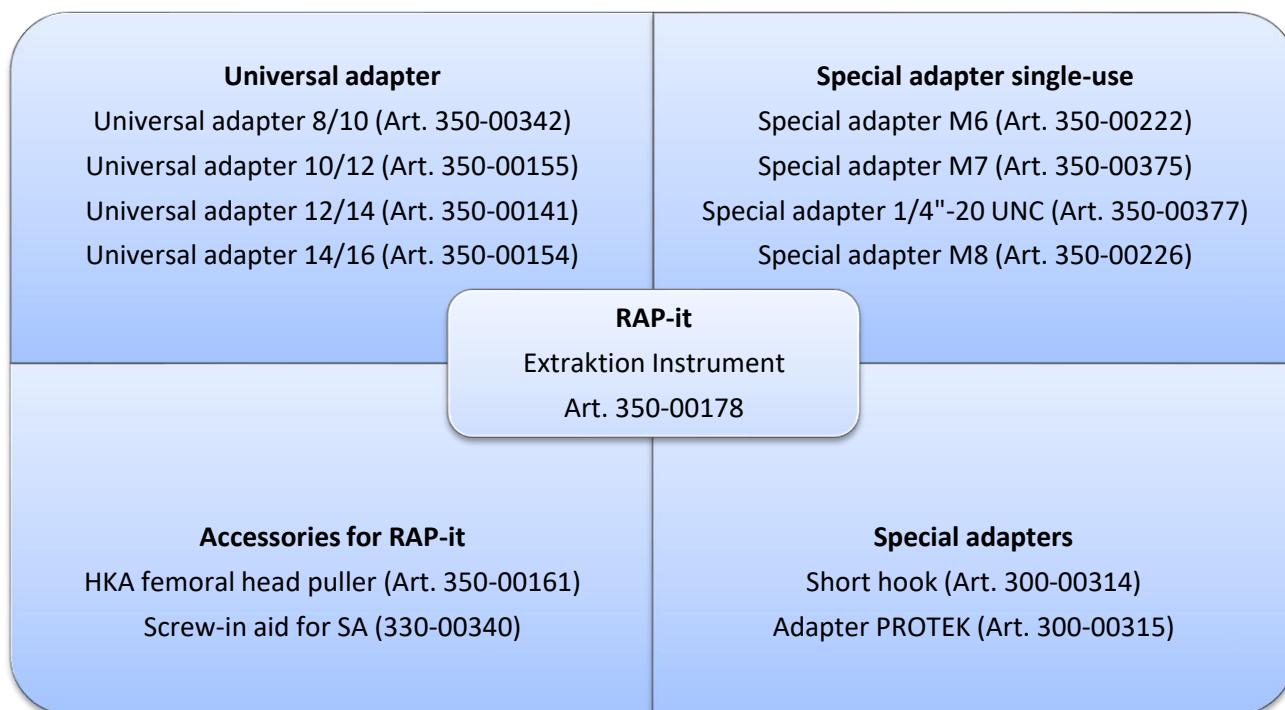 Universal adapter
Universal adapter 8/10 (Art. 350-00342)
Universal adapter 10/12 (Art. 350-00155)
Universal adapter 12/14 (Art. 350-00141)
Universal adapter 14/16 (Art. 350-00154)
Special adapter single-use
Special adapter M6 (Art. 350-00222)
Special adapter M7 (Art. 350-00375)
Special adapter 1/4"-20 UNC (Art. 350-00377)
Special adapter M8 (Art. 350-00226)
RAP-it
Extraktion Instrument
Art. 350-00178
Accessories for RAP-it
HKA femoral head puller (Art. 350-00161)
Screw-in aid for SA (330-00340)
Special adapters
Short hook (Art. 300-00314)
Adapter PROTEK (Art. 300-00315)